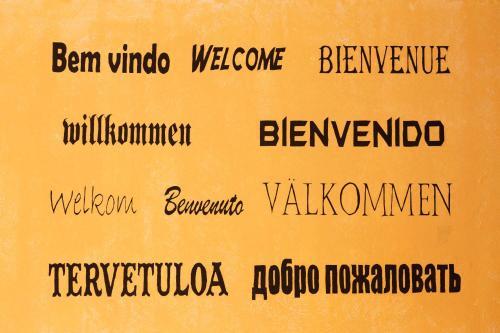 Bem vindo WELCOME BIENVENUE
willkommen BIENVENIDO
Welkom Benvenuto VÄLKOMMEN
TERVETULOA добро пожаловать